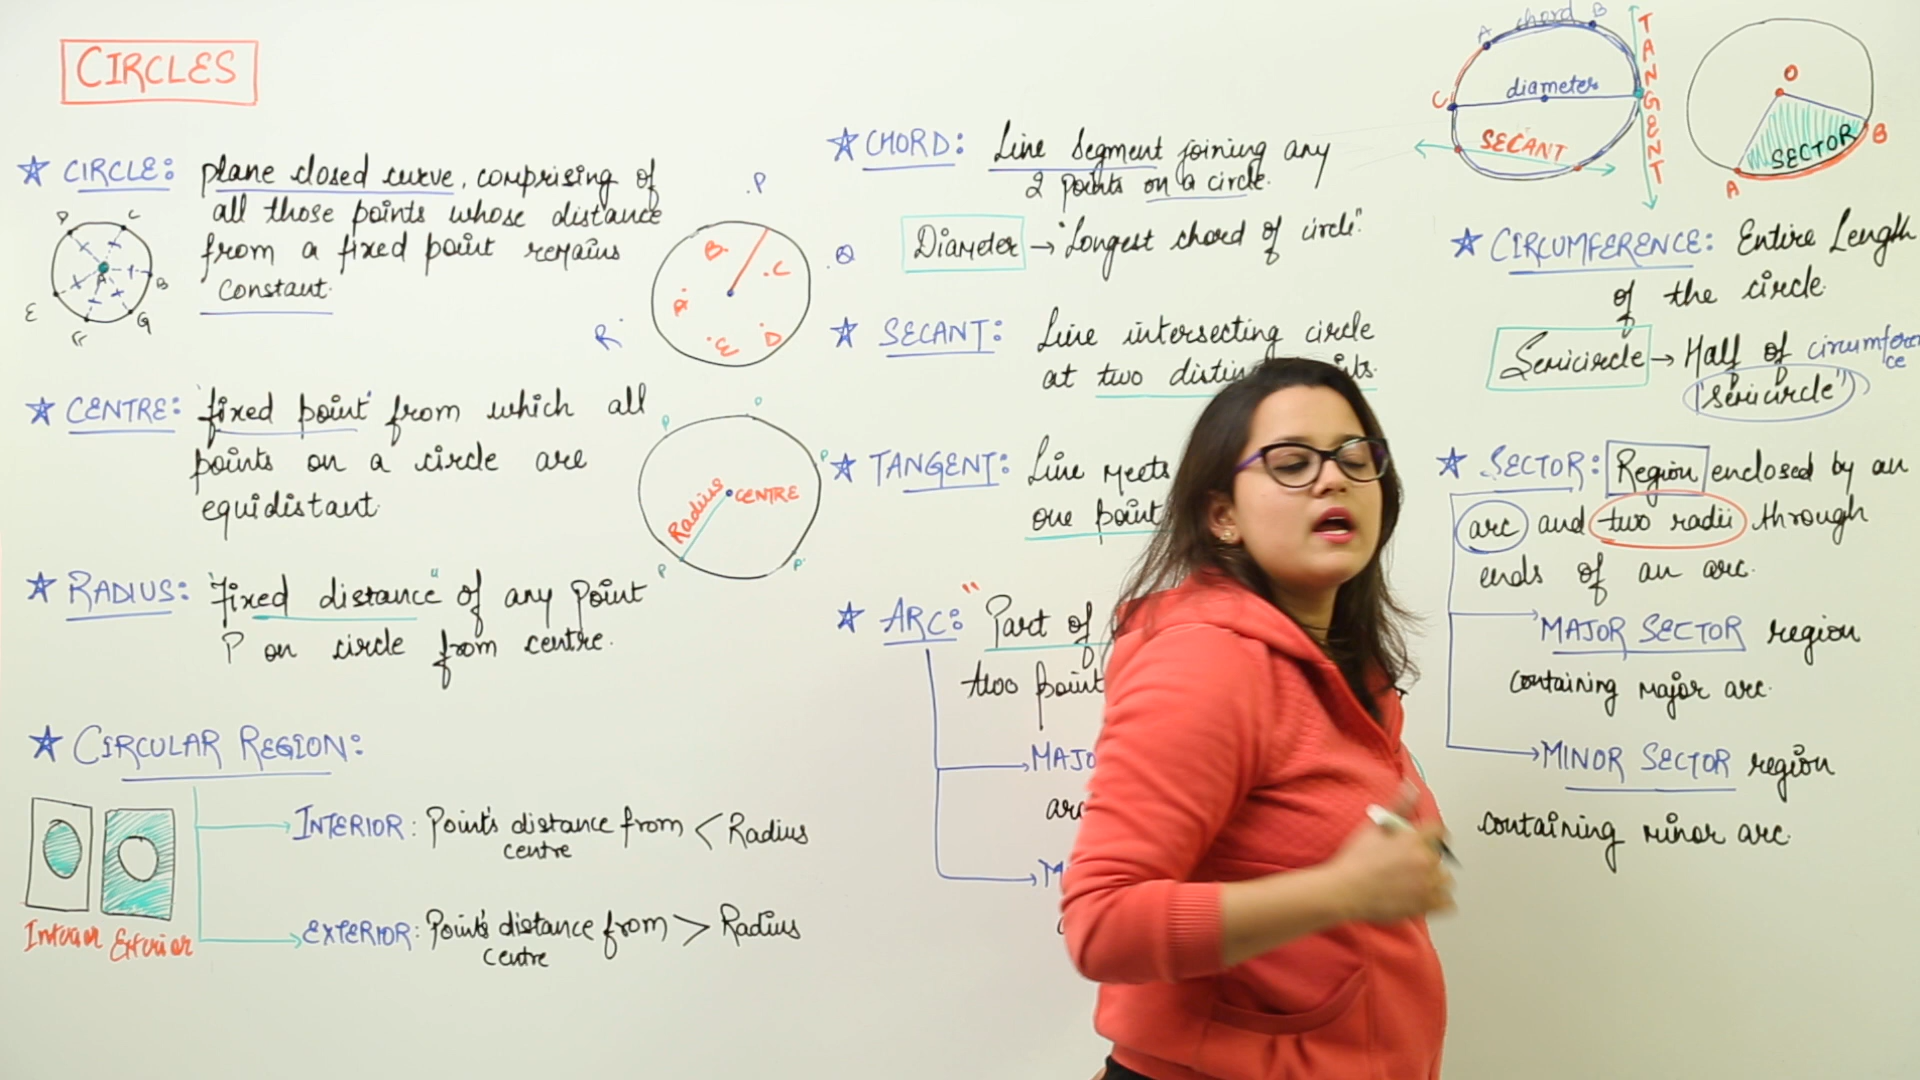 CIRCLES
☆ CIRCLE: plane closed curve, comprising of
all those points whose distance
from a fixed point remains
constant.
D C
A B
E F G
.P
.Q
R
B. .C
A E D
☆ CENTRE: "fixed point" from which all
points on a circle are
equidistant.
P P P P
Radius CENTRE
☆ RADIUS: "fixed distance" of any point
P on circle from centre.
☆ CIRCULAR REGION:
INTERIOR: Point's distance from < Radius
centre
EXTERIOR: Point's distance from > Radius
centre
Interior Exterior
☆ CHORD: Line Segment joining any
2 points on a circle.
Diameter → "Longest chord of circle."
☆ SECANT: Line intersecting circle
at two
☆ TANGENT: Line meets
one point
☆ ARC: "Part of
two point
→ MAJO
arc
→ M
A chord B
C diameter
SECANT
TANGENT
O
SECTOR
A B
☆ CIRCUMFERENCE: Entire Length
of the circle.
Semicircle → Half of circumferen
ce
("semicircle")
☆ SECTOR: Region enclosed by an
arc and two radii through
ends of an arc.
→ MAJOR SECTOR region
containing major arc.
→ MINOR SECTOR region
containing minor arc.